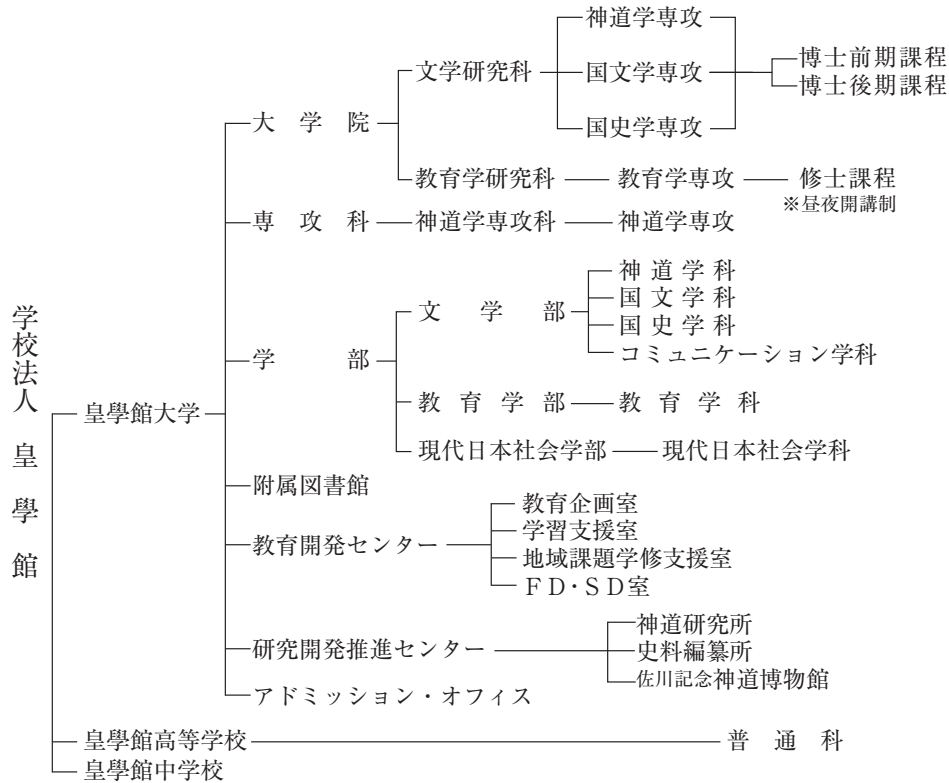 学校法人 皇學館
皇學館大学
大学院
文学研究科
神道学専攻
国文学専攻
国史学専攻
博士前期課程
博士後期課程
教育学研究科
教育学専攻
修士課程
※昼夜開講制
専攻科
神道学専攻科
神道学専攻
学部
文学部
神道学科
国文学科
国史学科
コミュニケーション学科
教育学部
教育学科
現代日本社会学部
現代日本社会学科
附属図書館
教育開発センター
教育企画室
学習支援室
地域課題学修支援室
FD・SD室
研究開発推進センター
神道研究所
史料編纂所
佐川記念神道博物館
アドミッション・オフィス
皇學館高等学校
普通科
皇學館中学校